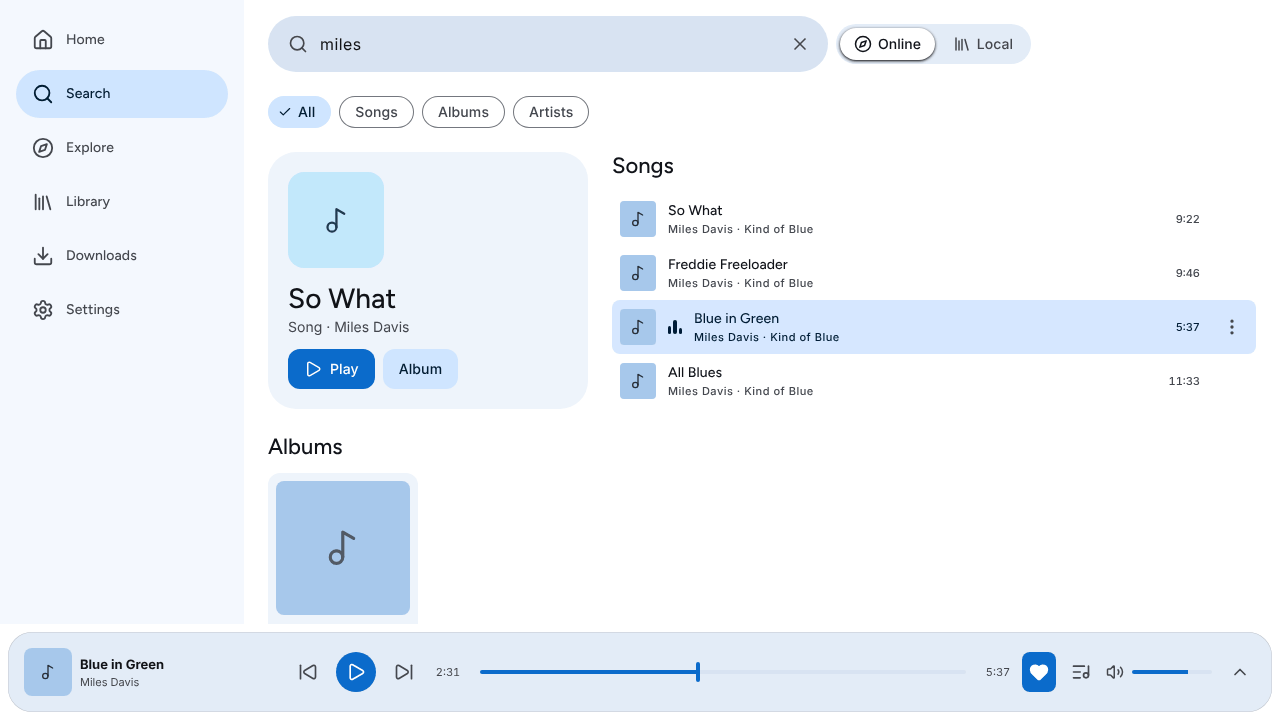 Home
Search
Explore
Library
Downloads
Settings
miles
Online
Local
All
Songs
Albums
Artists
So What
Song · Miles Davis
Play
Album
Songs
So What
Miles Davis · Kind of Blue
9:22
Freddie Freeloader
Miles Davis · Kind of Blue
9:46
Blue in Green
Miles Davis · Kind of Blue
5:37
All Blues
Miles Davis · Kind of Blue
11:33
Albums
Blue in Green
Miles Davis
2:31
5:37